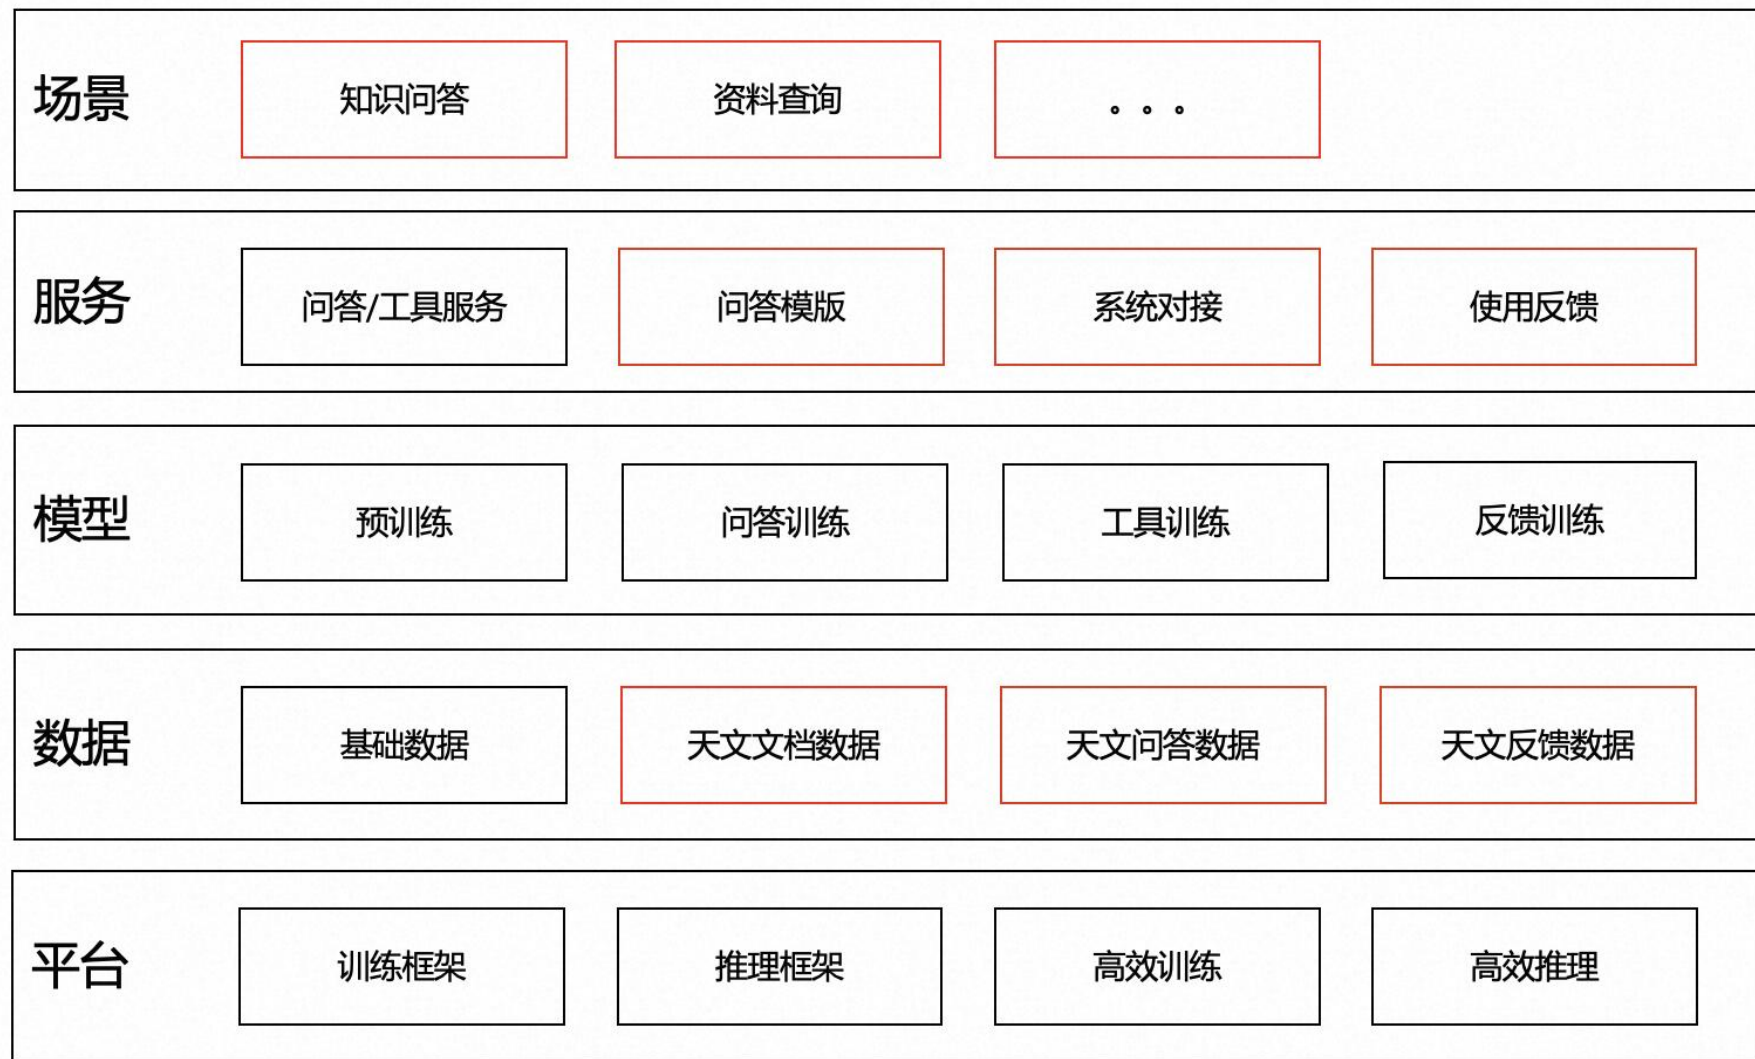 场景
知识问答
资料查询
。。。
服务
问答/工具服务
问答模版
系统对接
使用反馈
模型
预训练
问答训练
工具训练
反馈训练
数据
基础数据
天文文档数据
天文问答数据
天文反馈数据
平台
训练框架
推理框架
高效训练
高效推理